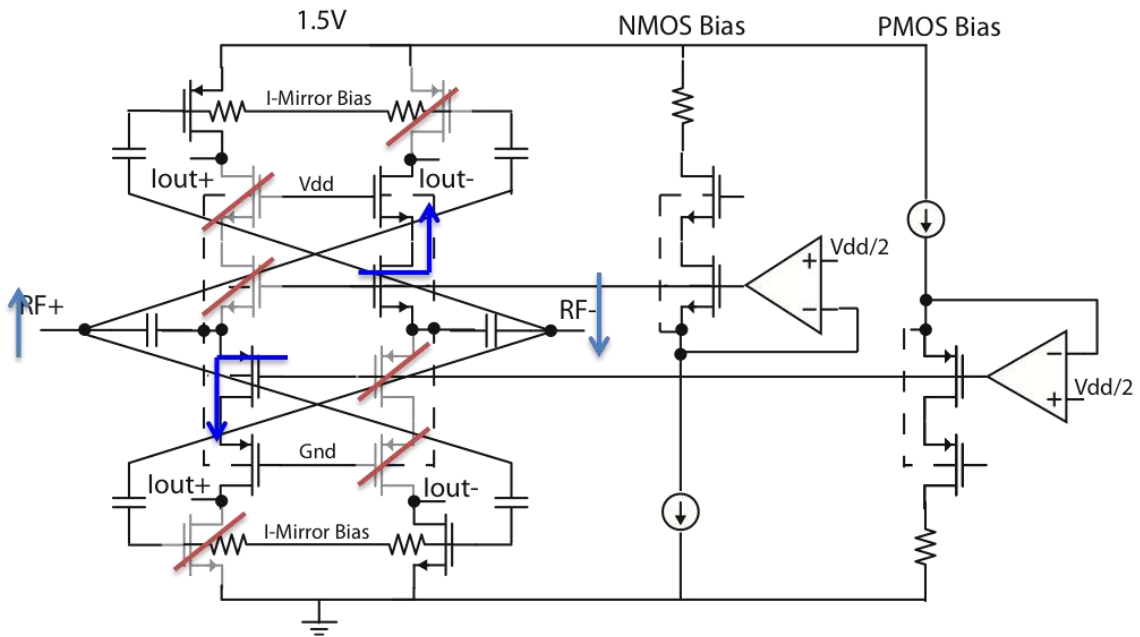 1.5V
NMOS Bias
PMOS Bias
I-Mirror Bias
Iout+
Vdd
Iout-
Vdd/2
+
-
RF+
RF-
-
+
Vdd/2
Gnd
Iout+
Iout-
I-Mirror Bias